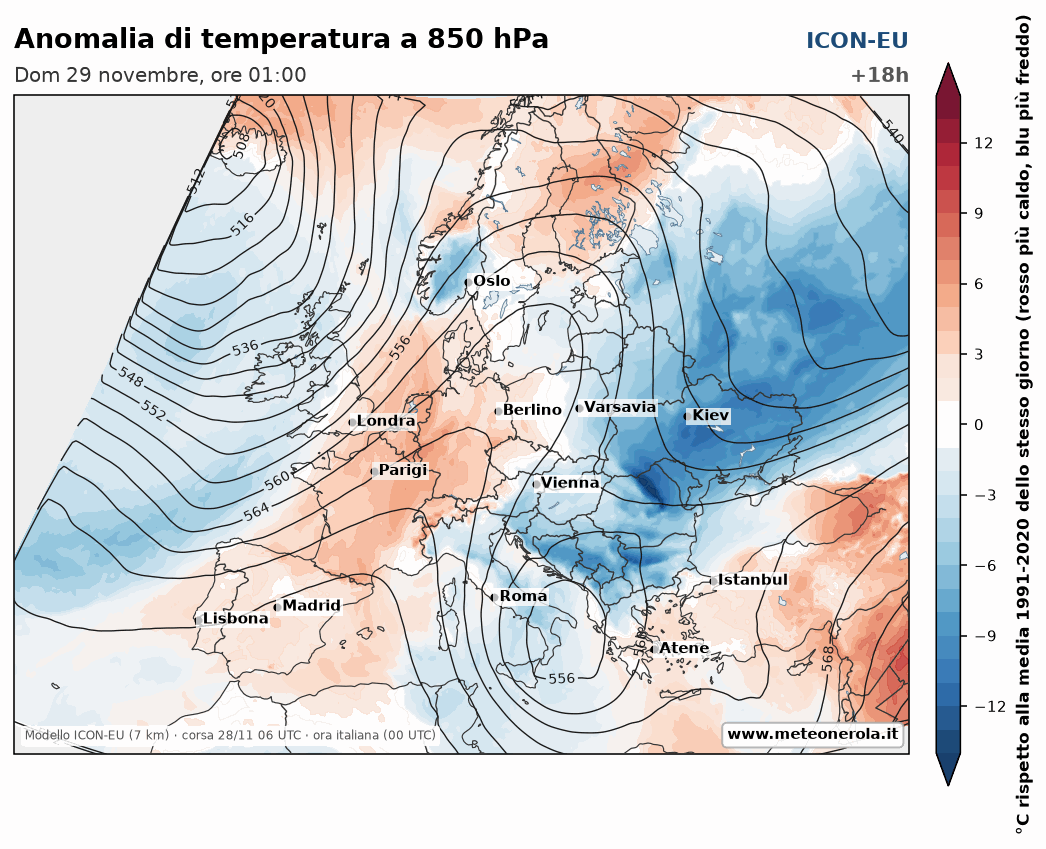 Anomalia di temperatura a 850 hPa
ICON-EU
Dom 29 novembre, ore 01:00
+18h
508
512
516
540
536
548
552
556
560
564
556
568
568
Oslo
Londra
Berlino
Varsavia
Kiev
Parigi
Vienna
Istanbul
Roma
Madrid
Lisbona
Atene
12
9
6
3
0
−3
−6
−9
−12
°C rispetto alla media 1991-2020 dello stesso giorno (rosso più caldo, blu più freddo)
Modello ICON-EU (7 km) · corsa 28/11 06 UTC · ora italiana (00 UTC)
www.meteonerola.it